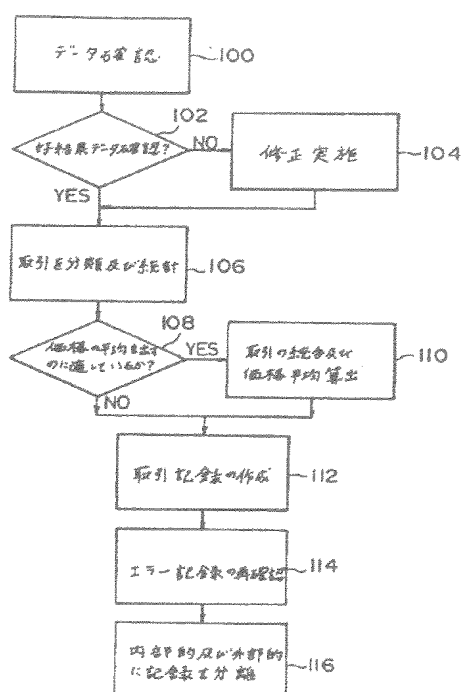 データ確認
100
102
好結果データ確認?
NO
修正実施
104
YES
取引を分類及び統計
106
108
価格の平均を出す
のに適しているか?
YES
取引の統合及び
価格平均算出
110
NO
取引記録の作成
112
エラー記録の再確認
114
内部的及び外部的
に記録を分離
116